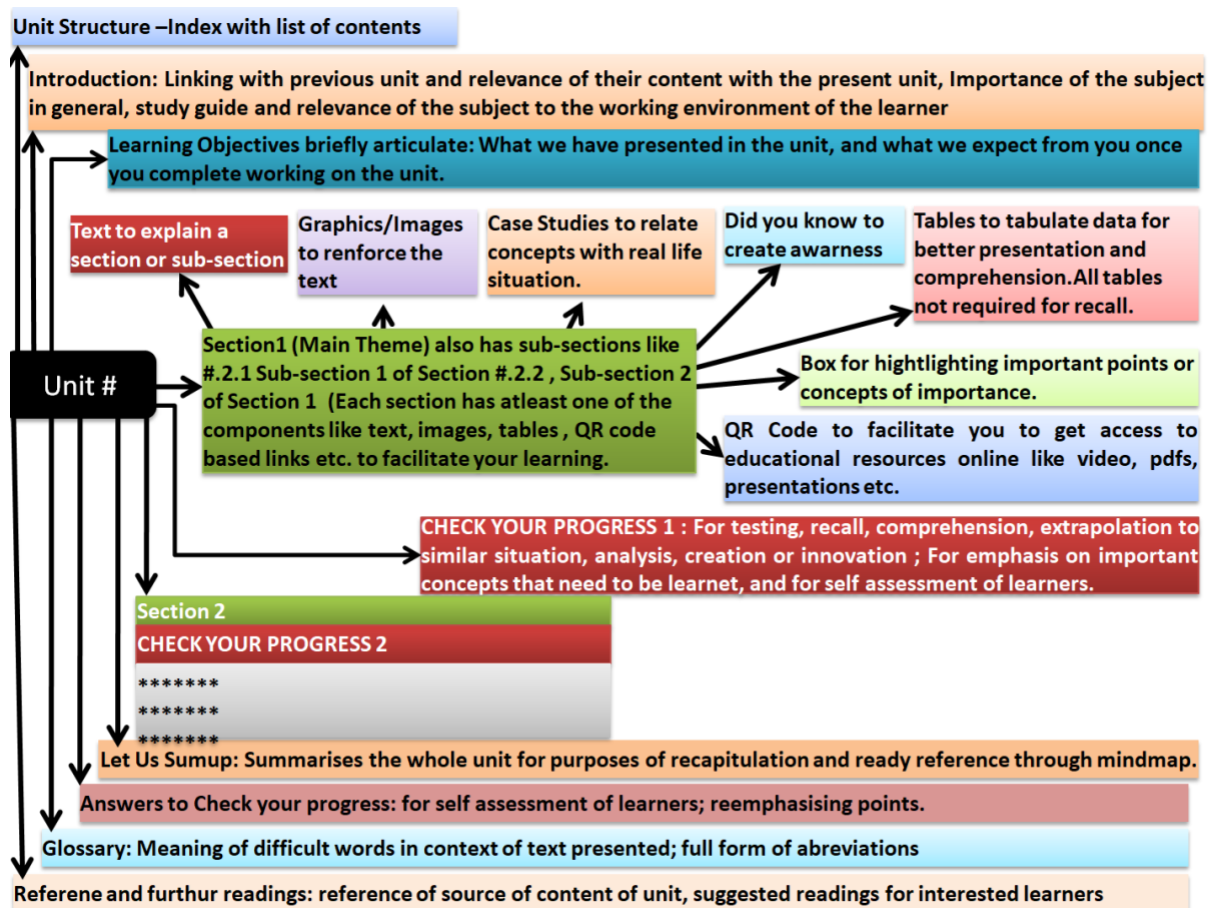 Unit Structure –Index with list of contents
Introduction: Linking with previous unit and relevance of their content with the present unit, Importance of the subject
in general, study guide and relevance of the subject to the working environment of the learner
Learning Objectives briefly articulate: What we have presented in the unit, and what we expect from you once
you complete working on the unit.
Text to explain a
section or sub-section
Graphics/Images
to renforce the
text
Case Studies to relate
concepts with real life
situation.
Did you know to
create awarness
Tables to tabulate data for
better presentation and
comprehension.All tables
not required for recall.
Unit #
Section1 (Main Theme) also has sub-sections like
#.2.1 Sub-section 1 of Section #.2.2 , Sub-section 2
of Section 1 (Each section has atleast one of the
components like text, images, tables , QR code
based links etc. to facilitate your learning.
Box for hightlighting important points or
concepts of importance.
QR Code to facilitate you to get access to
educational resources online like video, pdfs,
presentations etc.
CHECK YOUR PROGRESS 1 : For testing, recall, comprehension, extrapolation to
similar situation, analysis, creation or innovation ; For emphasis on important
concepts that need to be learnet, and for self assessment of learners.
Section 2
CHECK YOUR PROGRESS 2
*******
*******
*******
Let Us Sumup: Summarises the whole unit for purposes of recapitulation and ready reference through mindmap.
Answers to Check your progress: for self assessment of learners; reemphasising points.
Glossary: Meaning of difficult words in context of text presented; full form of abreviations
Referene and furthur readings: reference of source of content of unit, suggested readings for interested learners